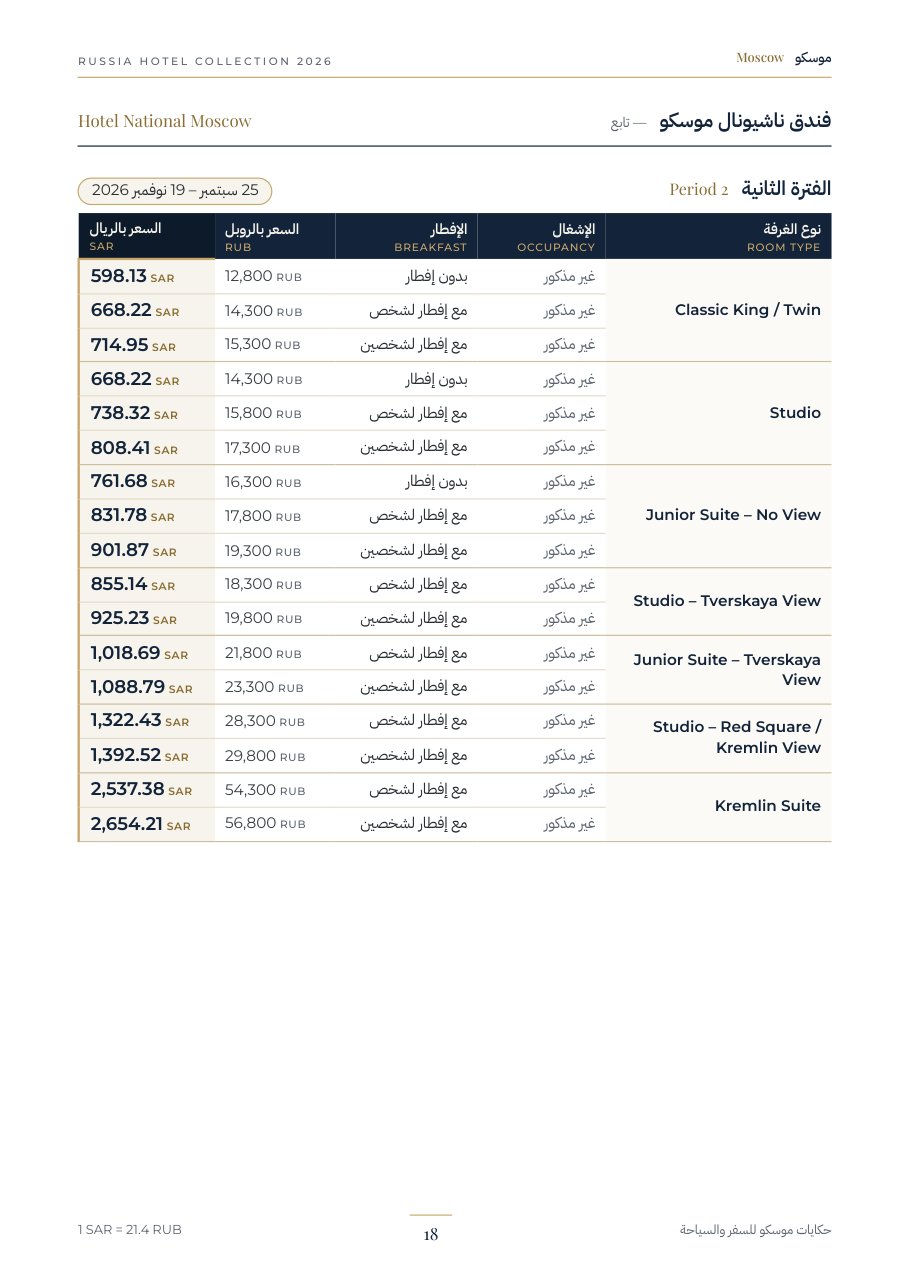 RUSSIA HOTEL COLLECTION 2026
موسكو Moscow
فندق ناشيونال موسكو — تابع
Hotel National Moscow
الفترة الثانية Period 2
25 سبتمبر – 19 نوفمبر 2026
نوع الغرفة الإشغال الإفطار السعر بالروبل السعر بالريال
ROOM TYPE OCCUPANCY BREAKFAST RUB SAR
Classic King / Twin
غير مذكور بدون إفطار 12,800 RUB 598.13 SAR
غير مذكور مع إفطار لشخص 14,300 RUB 668.22 SAR
غير مذكور مع إفطار لشخصين 15,300 RUB 714.95 SAR
Studio
غير مذكور بدون إفطار 14,300 RUB 668.22 SAR
غير مذكور مع إفطار لشخص 15,800 RUB 738.32 SAR
غير مذكور مع إفطار لشخصين 17,300 RUB 808.41 SAR
Junior Suite – No View
غير مذكور بدون إفطار 16,300 RUB 761.68 SAR
غير مذكور مع إفطار لشخص 17,800 RUB 831.78 SAR
غير مذكور مع إفطار لشخصين 19,300 RUB 901.87 SAR
Studio – Tverskaya View
غير مذكور مع إفطار لشخص 18,300 RUB 855.14 SAR
غير مذكور مع إفطار لشخصين 19,800 RUB 925.23 SAR
Junior Suite – Tverskaya
View
غير مذكور مع إفطار لشخص 21,800 RUB 1,018.69 SAR
غير مذكور مع إفطار لشخصين 23,300 RUB 1,088.79 SAR
Studio – Red Square /
Kremlin View
غير مذكور مع إفطار لشخص 28,300 RUB 1,322.43 SAR
غير مذكور مع إفطار لشخصين 29,800 RUB 1,392.52 SAR
Kremlin Suite
غير مذكور مع إفطار لشخص 54,300 RUB 2,537.38 SAR
غير مذكور مع إفطار لشخصين 56,800 RUB 2,654.21 SAR
حكايات موسكو للسفر والسياحة
18
1 SAR = 21.4 RUB